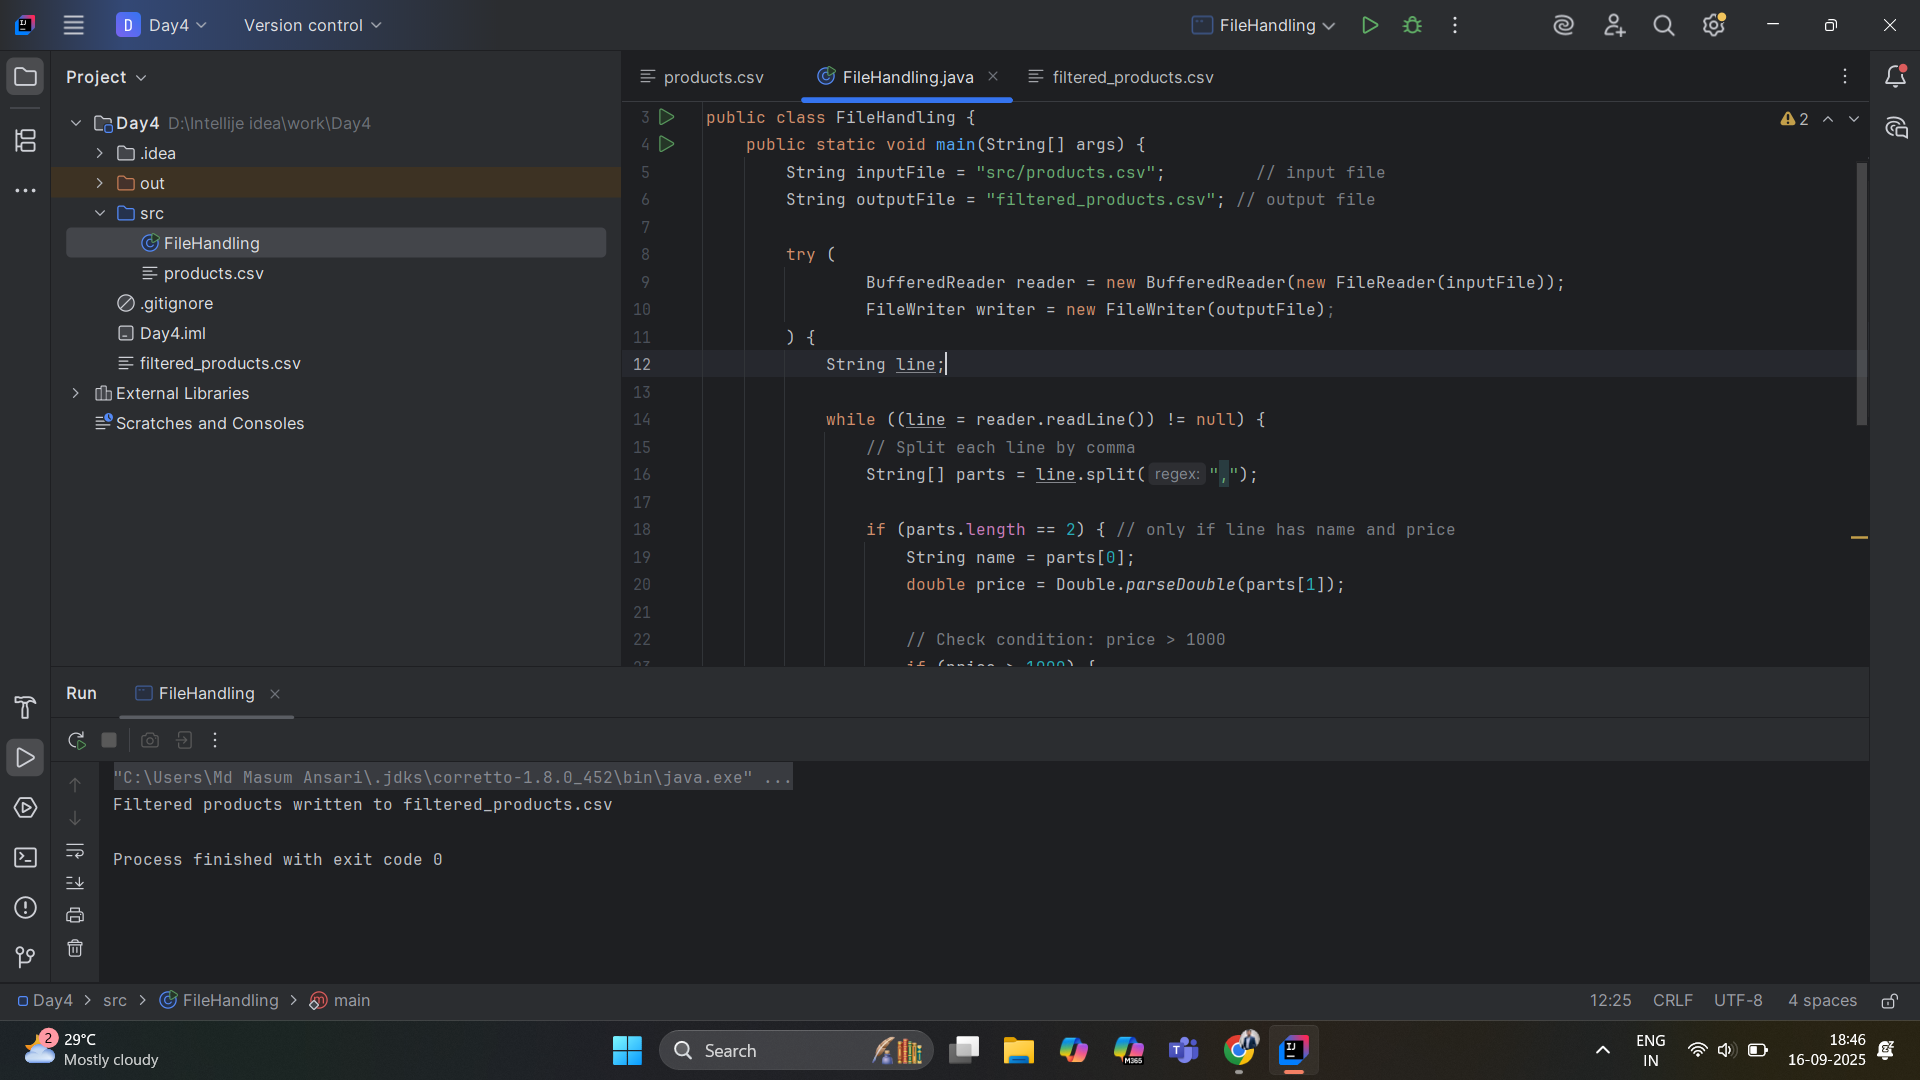 D Day4 Version control FileHandling
Project
Day4 D:\Intellije idea\work\Day4
.idea
out
src
FileHandling
products.csv
.gitignore
Day4.iml
filtered_products.csv
External Libraries
Scratches and Consoles
products.csv FileHandling.java filtered_products.csv
2
3 public class FileHandling {
4 public static void main(String[] args) {
5 String inputFile = "src/products.csv"; // input file
6 String outputFile = "filtered_products.csv"; // output file
7
8 try (
9 BufferedReader reader = new BufferedReader(new FileReader(inputFile));
10 FileWriter writer = new FileWriter(outputFile);
11 ) {
12 String line;
13
14 while ((line = reader.readLine()) != null) {
15 // Split each line by comma
16 String[] parts = line.split( regex: ",");
17
18 if (parts.length == 2) { // only if line has name and price
19 String name = parts[0];
20 double price = Double.parseDouble(parts[1]);
21
22 // Check condition: price > 1000
23 if (price > 1000) {
Run FileHandling
"C:\Users\Md Masum Ansari\.jdks\corretto-1.8.0_452\bin\java.exe" ...
Filtered products written to filtered_products.csv
Process finished with exit code 0
Day4 > src > FileHandling > main
12:25 CRLF UTF-8 4 spaces
2
29°C
Mostly cloudy
Search
M365
ENG
IN
18:46
16-09-2025